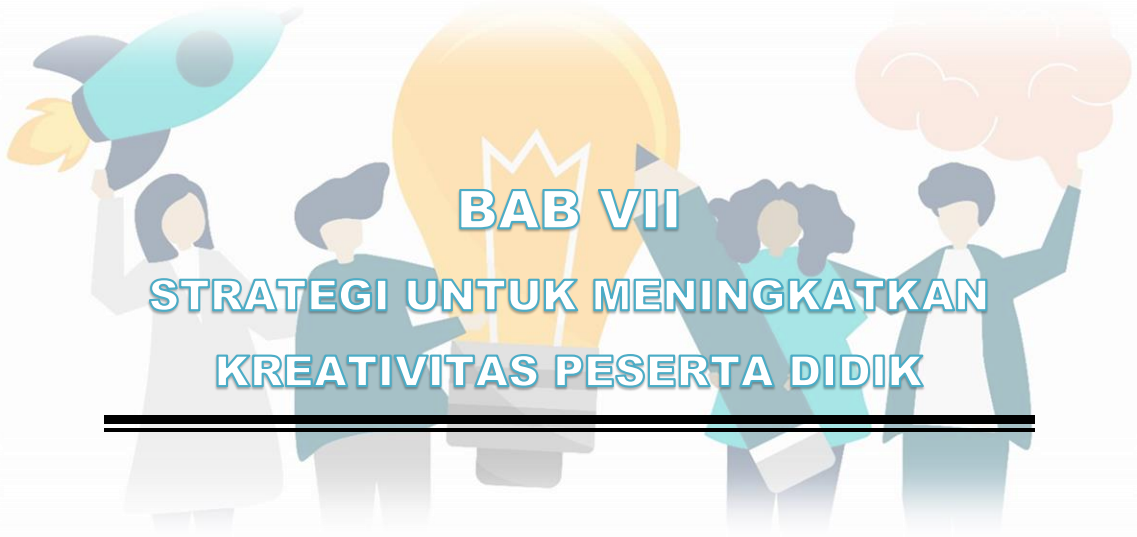 BAB VII
STRATEGI UNTUK MENINGKATKAN
KREATIVITAS PESERTA DIDIK